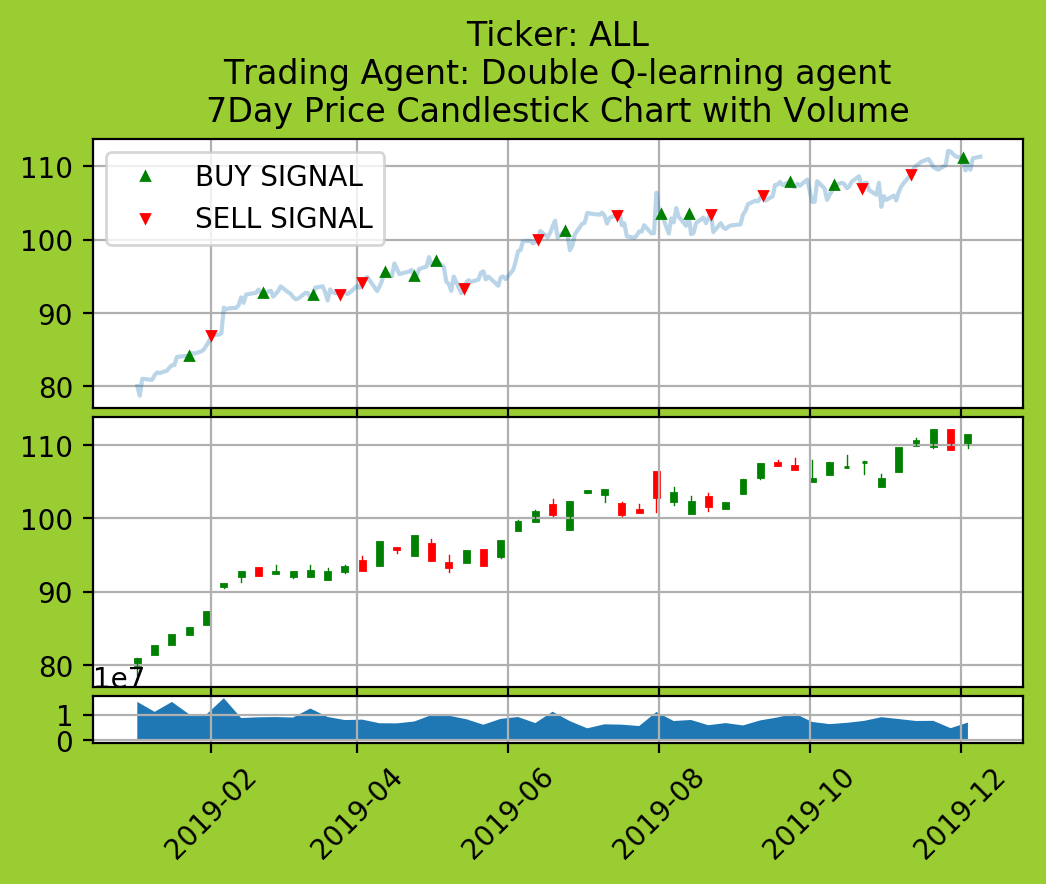 Ticker: ALL
Trading Agent: Double Q-learning agent
7Day Price Candlestick Chart with Volume
BUY SIGNAL
SELL SIGNAL
110
100
90
80
110
100
90
80
1e7
1
0
2019-02
2019-04
2019-06
2019-08
2019-10
2019-12